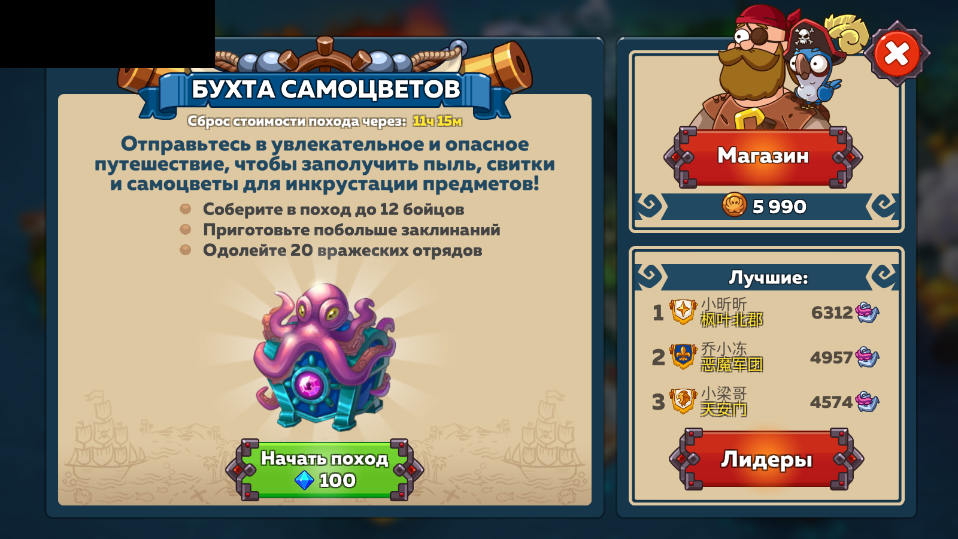 БУХТА САМОЦВЕТОВ
Сброс стоимости похода через: 11ч 15м
Отправьтесь в увлекательное и опасное
путешествие, чтобы заполучить пыль, свитки
и самоцветы для инкрустации предметов!
Соберите в поход до 12 бойцов
Приготовьте побольше заклинаний
Одолейте 20 вражеских отрядов
Начать поход
100
Магазин
5 990
Лучшие:
1 小昕昕 6312
枫叶北郡
2 乔小冻 4957
恶魔军团
3 小梁哥 4574
天安门
Лидеры